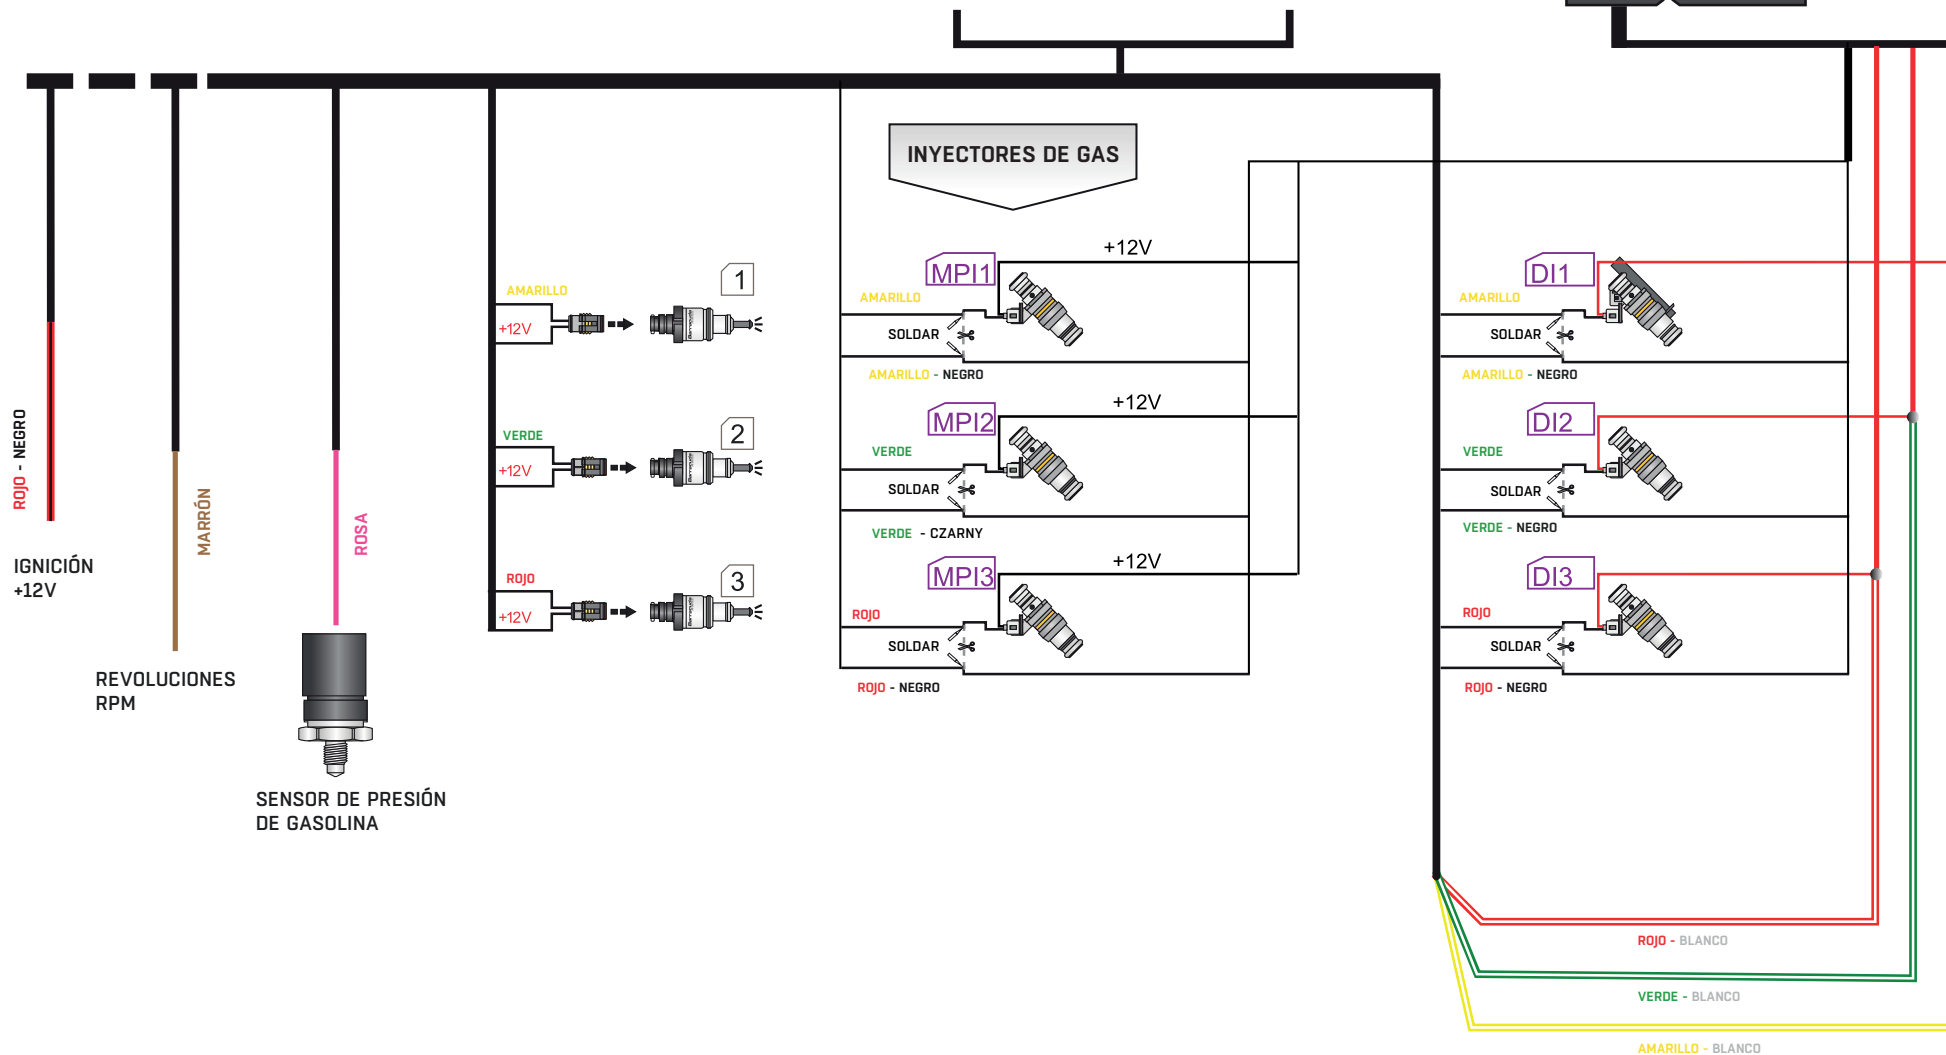 INYECTORES DE GAS
ROJO - NEGRO
IGNICIÓN
+12V
MARRÓN
REVOLUCIONES
RPM
ROSA
SENSOR DE PRESIÓN
DE GASOLINA
AMARILLO
+12V
1
VERDE
+12V
2
ROJO
+12V
3
MPI1
+12V
AMARILLO
SOLDAR
AMARILLO - NEGRO
MPI2
+12V
VERDE
SOLDAR
VERDE - CZARNY
MPI3
+12V
ROJO
SOLDAR
ROJO - NEGRO
DI1
AMARILLO
SOLDAR
AMARILLO - NEGRO
DI2
VERDE
SOLDAR
VERDE - NEGRO
DI3
ROJO
SOLDAR
ROJO - NEGRO
ROJO - BLANCO
VERDE - BLANCO
AMARILLO - BLANCO